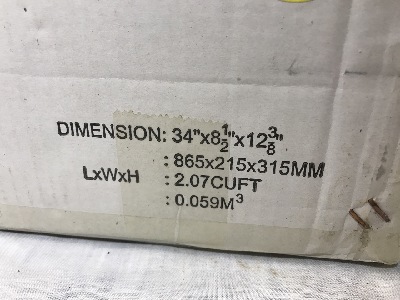 DIMENSION: 34"x8½"x12⅜"
: 865x215x315MM
LxWxH : 2.07CUFT
: 0.059M³